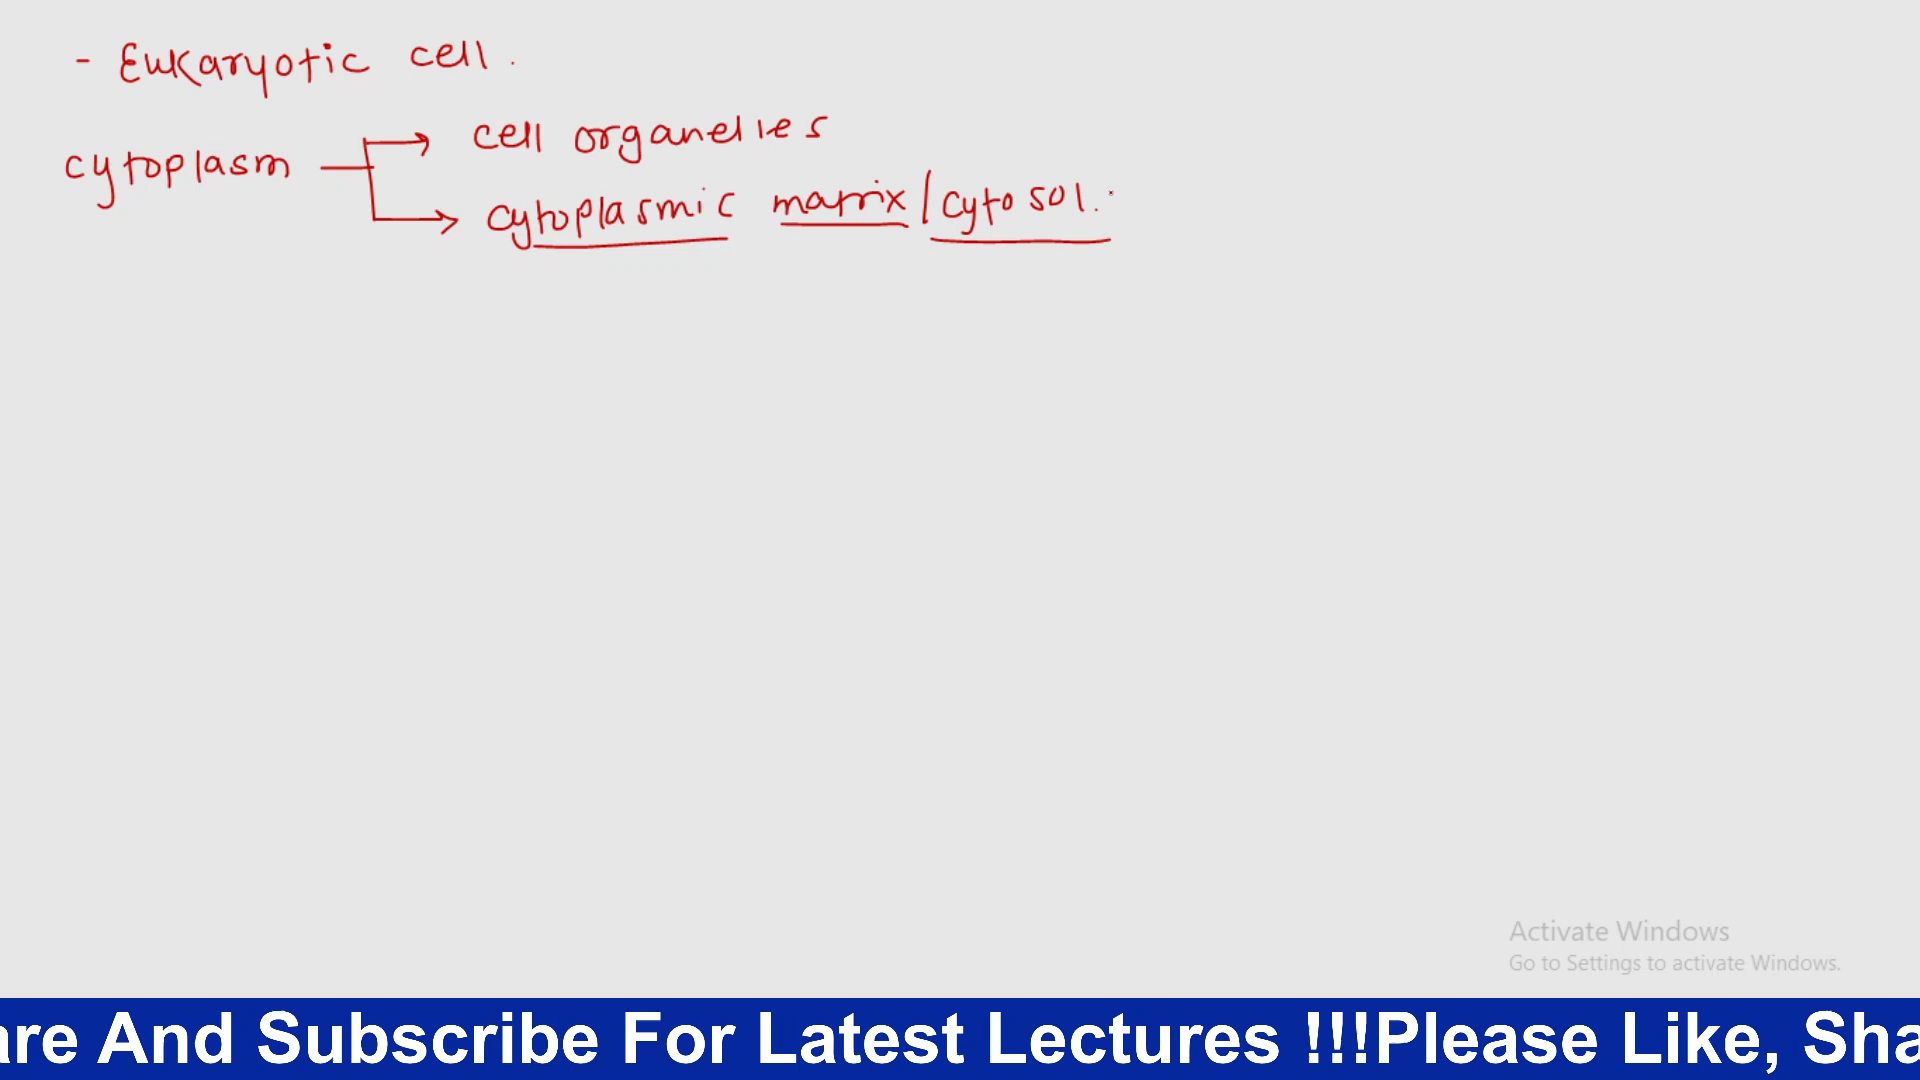 - Eukaryotic cell.
cell organelles
cytoplasm
cytoplasmic matrix/cytosol.
Activate Windows
Go to Settings to activate Windows.
are And Subscribe For Latest Lectures !!!Please Like, Sha